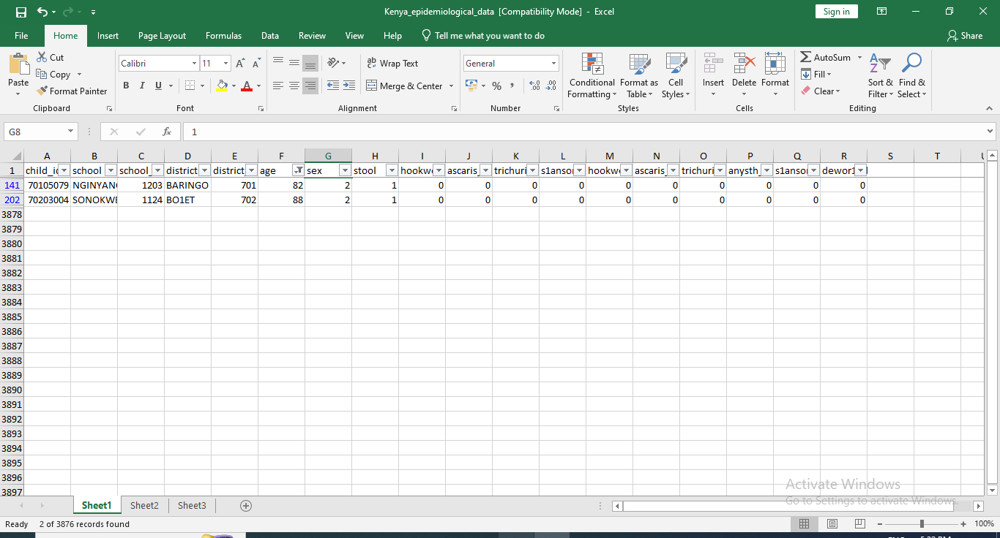 Kenya_epidemiological_data [Compatibility Mode] - Excel
Sign in
File Home Insert Page Layout Formulas Data Review View Help Tell me what you want to do Share
Paste
Cut
Copy
Format Painter
Calibri 11
B I U
Wrap Text
Merge & Center
General
Conditional Formatting
Format as Table
Cell Styles
Insert Delete Format
AutoSum
Fill
Clear
Sort & Filter
Find & Select
Clipboard Font Alignment Number Styles Cells Editing
G8 fx 1
A B C D E F G H I J K L M N O P Q R S T
1 child_ic school school_ district district_ age sex stool hookwo ascaris_ trichuri s1anso hookwo ascaris_ trichuri anysth_ s1anso dewor1
141 70105079 NGINYAN 1203 BARINGO 701 82 2 1 0 0 0 0 0 0 0 0 0 0
202 70203004 SONOKWE 1124 BO1ET 702 88 2 1 0 0 0 0 0 0 0 0 0 0
3878
3879
3880
3881
3882
3883
3884
3885
3886
3887
3888
3889
3890
3891
3892
3893
3894
3895
3896
3897
Activate Windows
Go to Settings to activate Windows.
Sheet1 Sheet2 Sheet3
Ready 2 of 3876 records found 100%